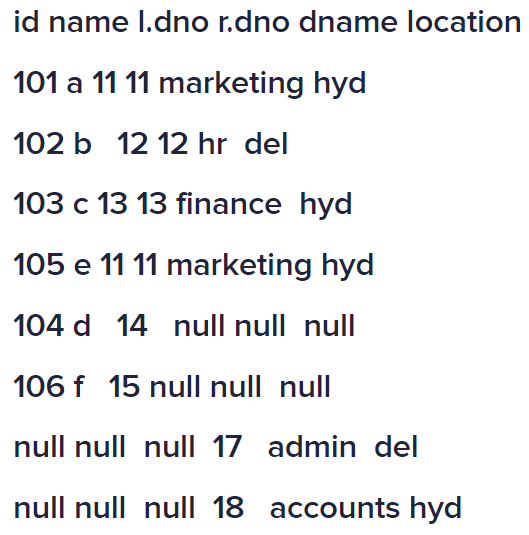 id name l.dno r.dno dname location
101 a 11 11 marketing hyd
102 b 12 12 hr del
103 c 13 13 finance hyd
105 e 11 11 marketing hyd
104 d 14 null null null
106 f 15 null null null
null null null 17 admin del
null null null 18 accounts hyd